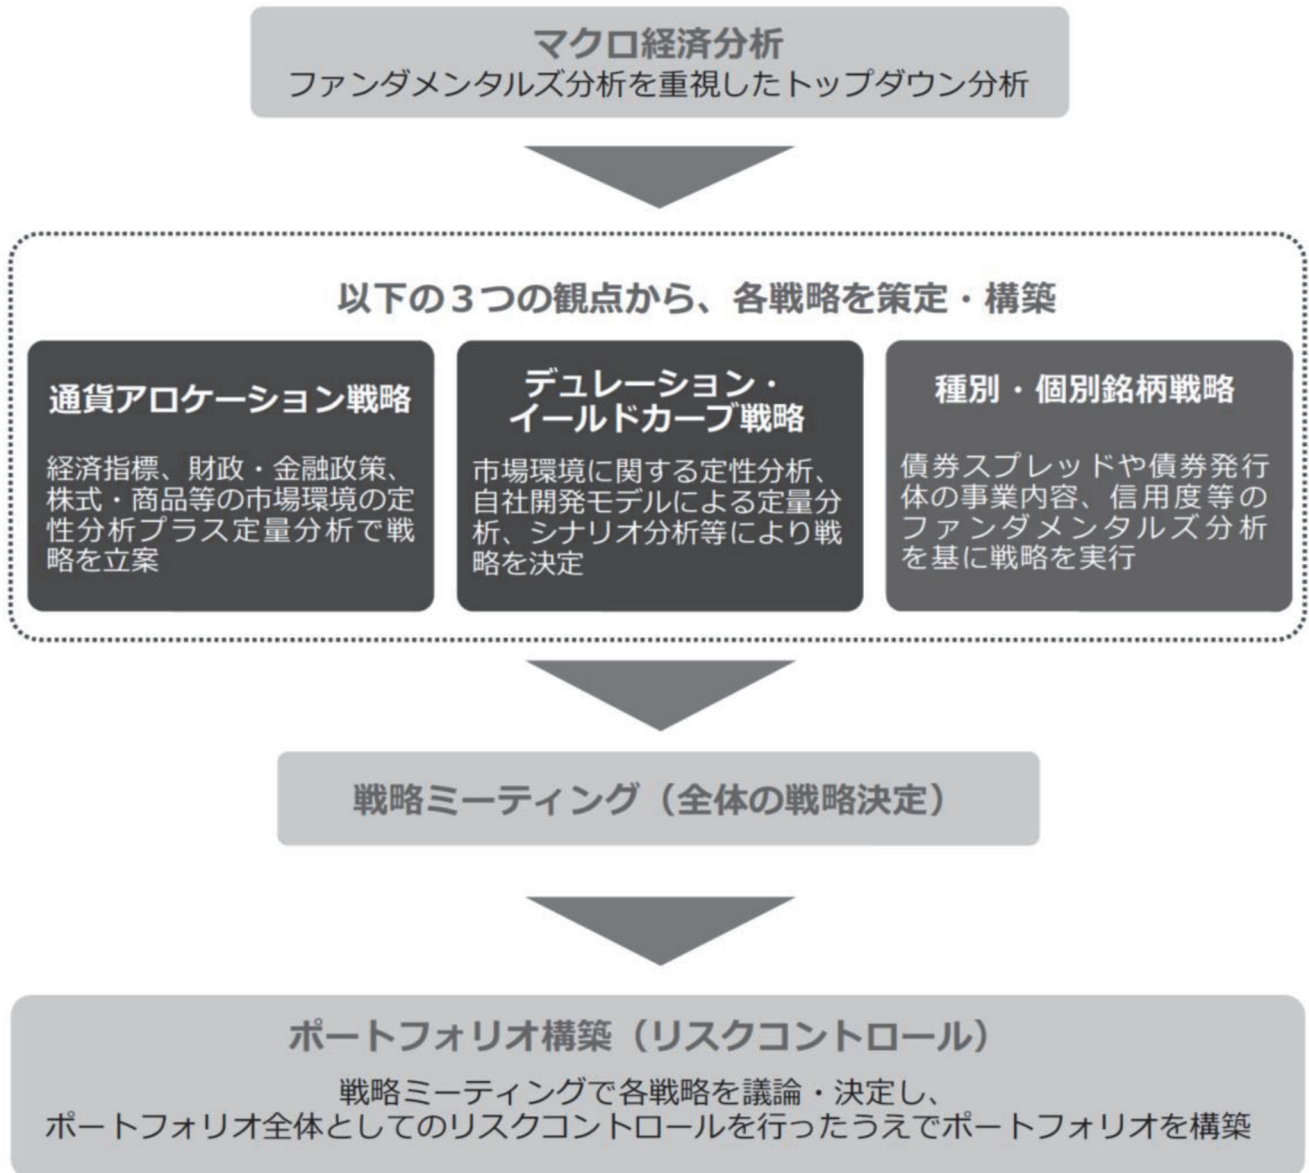 マクロ経済分析
ファンダメンタルズ分析を重視したトップダウン分析
以下の３つの観点から、各戦略を策定・構築
通貨アロケーション戦略
経済指標、財政・金融政策、
株式・商品等の市場環境の定
性分析プラス定量分析で戦
略を立案
デュレーション・
イールドカーブ戦略
市場環境に関する定性分析、
自社開発モデルによる定量分
析、シナリオ分析等により戦
略を決定
種別・個別銘柄戦略
債券スプレッドや債券発行
体の事業内容、信用度等の
ファンダメンタルズ分析
を基に戦略を実行
戦略ミーティング（全体の戦略決定）
ポートフォリオ構築（リスクコントロール）
戦略ミーティングで各戦略を議論・決定し、
ポートフォリオ全体としてのリスクコントロールを行ったうえでポートフォリオを構築